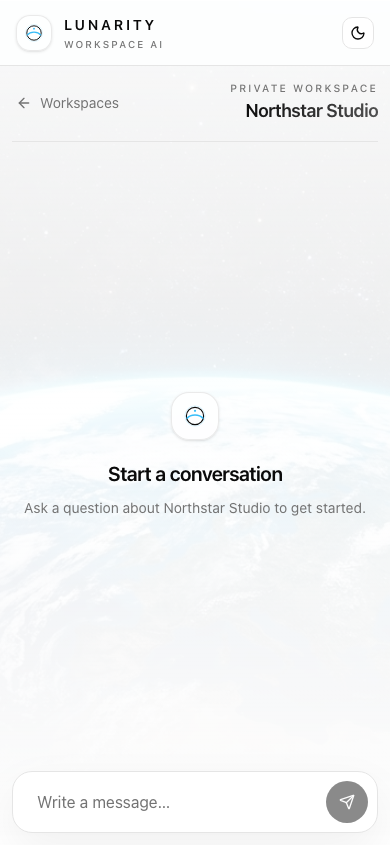 LUNARITY
WORKSPACE AI
Workspaces
PRIVATE WORKSPACE
Northstar Studio
Start a conversation
Ask a question about Northstar Studio to get started.
Write a message...